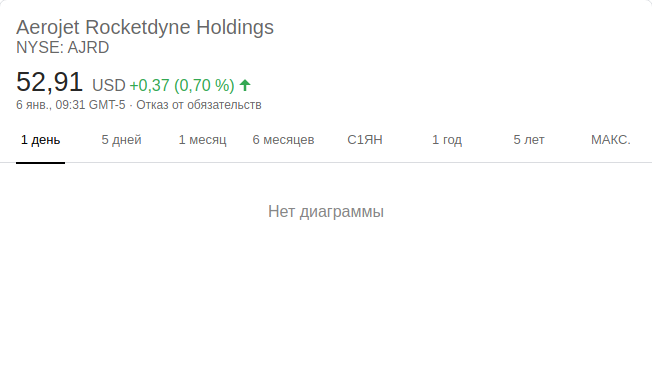 Aerojet Rocketdyne Holdings
NYSE: AJRD
52,91 USD +0,37 (0,70 %)
6 янв., 09:31 GMT-5 · Отказ от обязательств
1 день 5 дней 1 месяц 6 месяцев С1ЯН 1 год 5 лет МАКС.
Нет диаграммы